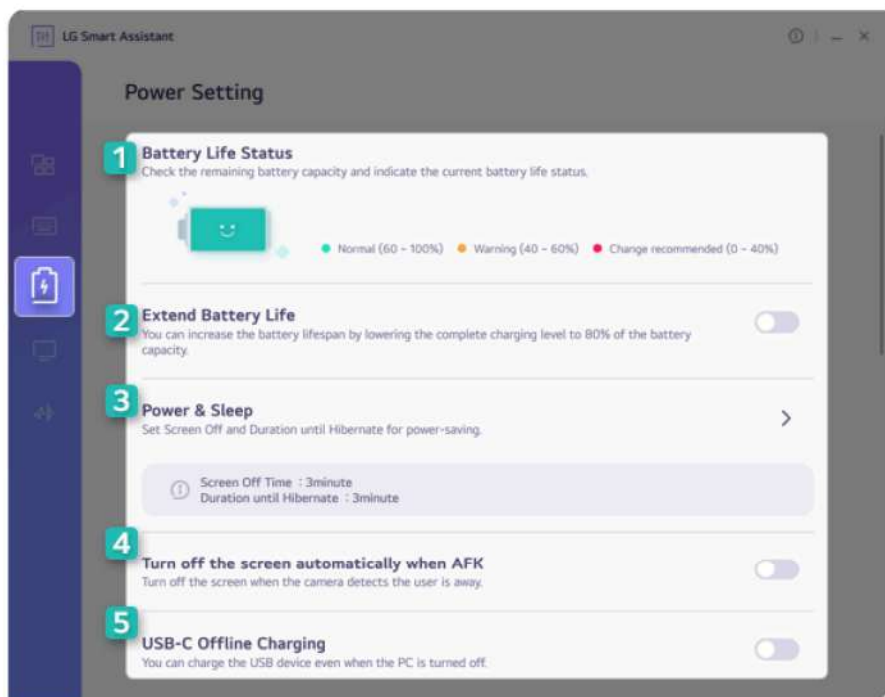 LG Smart Assistant
Power Setting
1
Battery Life Status
Check the remaining battery capacity and indicate the current battery life status.
Normal (60 ~ 100%) Warning (40 ~ 60%) Change recommended (0 ~ 40%)
2
Extend Battery Life
You can increase the battery lifespan by lowering the complete charging level to 80% of the battery
capacity.
3
Power & Sleep
Set Screen Off and Duration until Hibernate for power-saving.
Screen Off Time : 3minute
Duration until Hibernate : 3minute
4
Turn off the screen automatically when AFK
Turn off the screen when the camera detects the user is away.
5
USB-C Offline Charging
You can charge the USB device even when the PC is turned off.